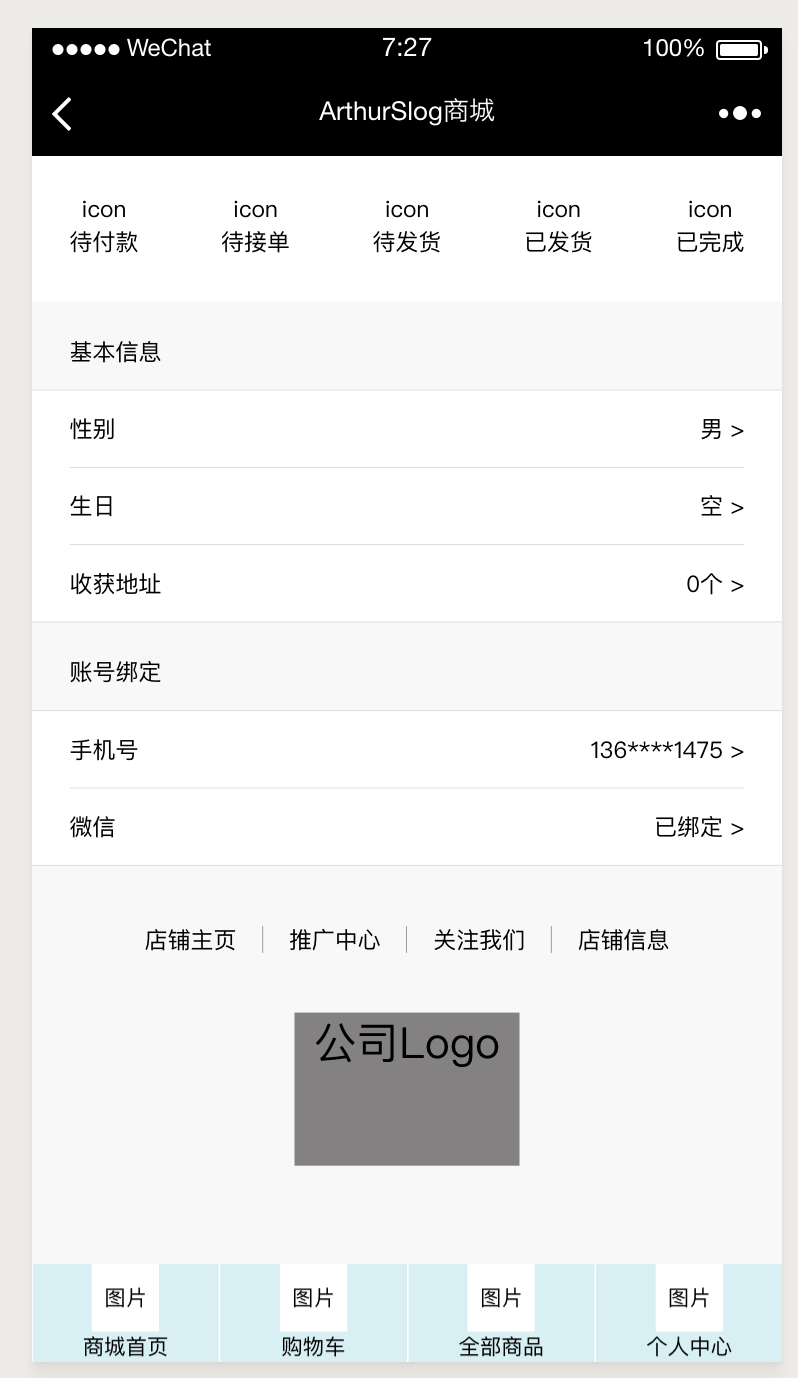 ●●●●● WeChat 7:27 100%
ArthurSlog商城
icon icon icon icon icon
待付款 待接单 待发货 已发货 已完成
基本信息
性别 男 >
生日 空 >
收获地址 0个 >
账号绑定
手机号 136****1475 >
微信 已绑定 >
店铺主页 | 推广中心 | 关注我们 | 店铺信息
公司Logo
图片 图片 图片 图片
商城首页 购物车 全部商品 个人中心